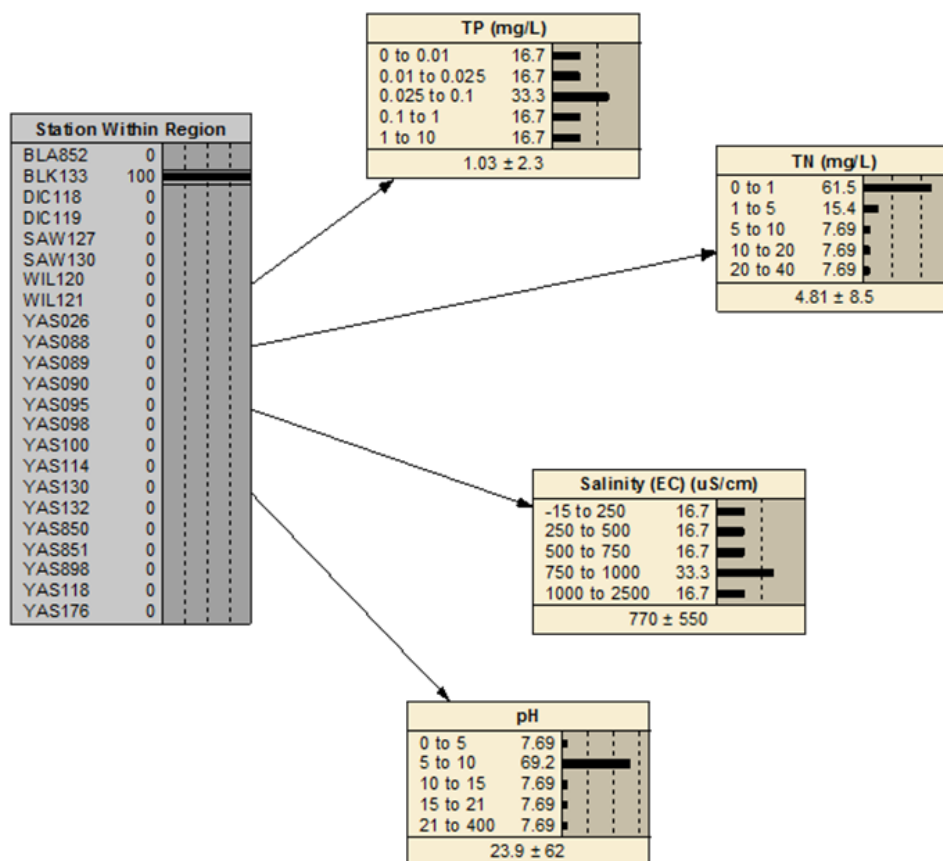 TP (mg/L)
0 to 0.01 16.7
0.01 to 0.025 16.7
0.025 to 0.1 33.3
0.1 to 1 16.7
1 to 10 16.7
1.03 ± 2.3
Station Within Region
BLA852 0
BLK133 100
DIC118 0
DIC119 0
SAW127 0
SAW130 0
WIL120 0
WIL121 0
YAS026 0
YAS088 0
YAS089 0
YAS090 0
YAS095 0
YAS098 0
YAS100 0
YAS114 0
YAS130 0
YAS132 0
YAS850 0
YAS851 0
YAS898 0
YAS118 0
YAS176 0
TN (mg/L)
0 to 1 61.5
1 to 5 15.4
5 to 10 7.69
10 to 20 7.69
20 to 40 7.69
4.81 ± 8.5
Salinity (EC) (uS/cm)
-15 to 250 16.7
250 to 500 16.7
500 to 750 16.7
750 to 1000 33.3
1000 to 2500 16.7
770 ± 550
pH
0 to 5 7.69
5 to 10 69.2
10 to 15 7.69
15 to 21 7.69
21 to 400 7.69
23.9 ± 62